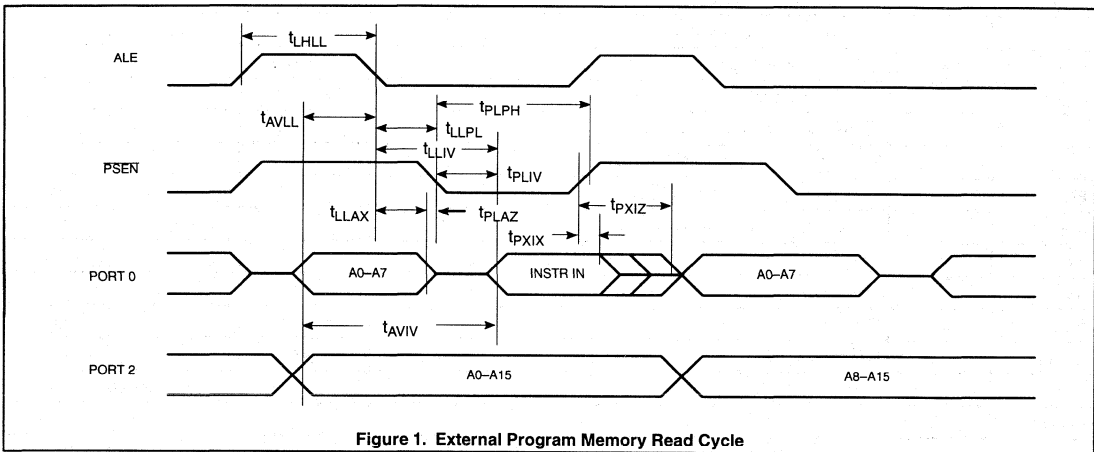 ALE
tLHLL
tAVLL
tPLPH
tLLPL
tLLIV
PSEN
tPLIV
tLLAX
tPLAZ
tPXIZ
tPXIX
PORT 0
A0–A7
INSTR IN
A0–A7
tAVIV
PORT 2
A0–A15
A8–A15
Figure 1. External Program Memory Read Cycle